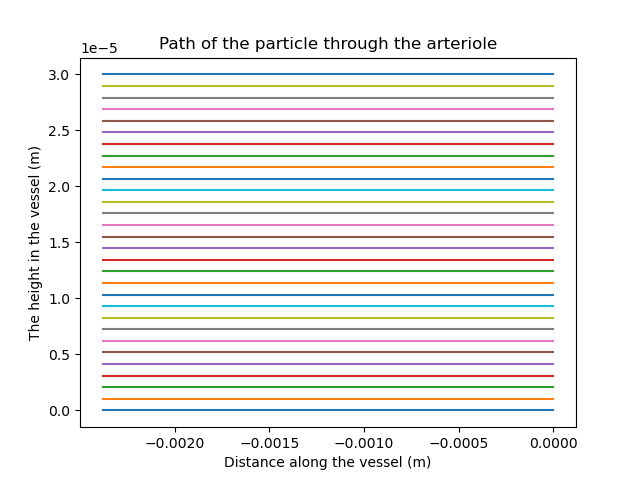 Path of the particle through the arteriole
1e−5
3.0
2.5
2.0
1.5
1.0
0.5
0.0
The height in the vessel (m)
−0.0020 −0.0015 −0.0010 −0.0005 0.0000
Distance along the vessel (m)